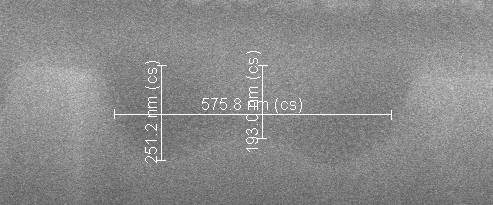 251.2 nm (cs)
575.8 nm (cs)
193.0 nm (cs)